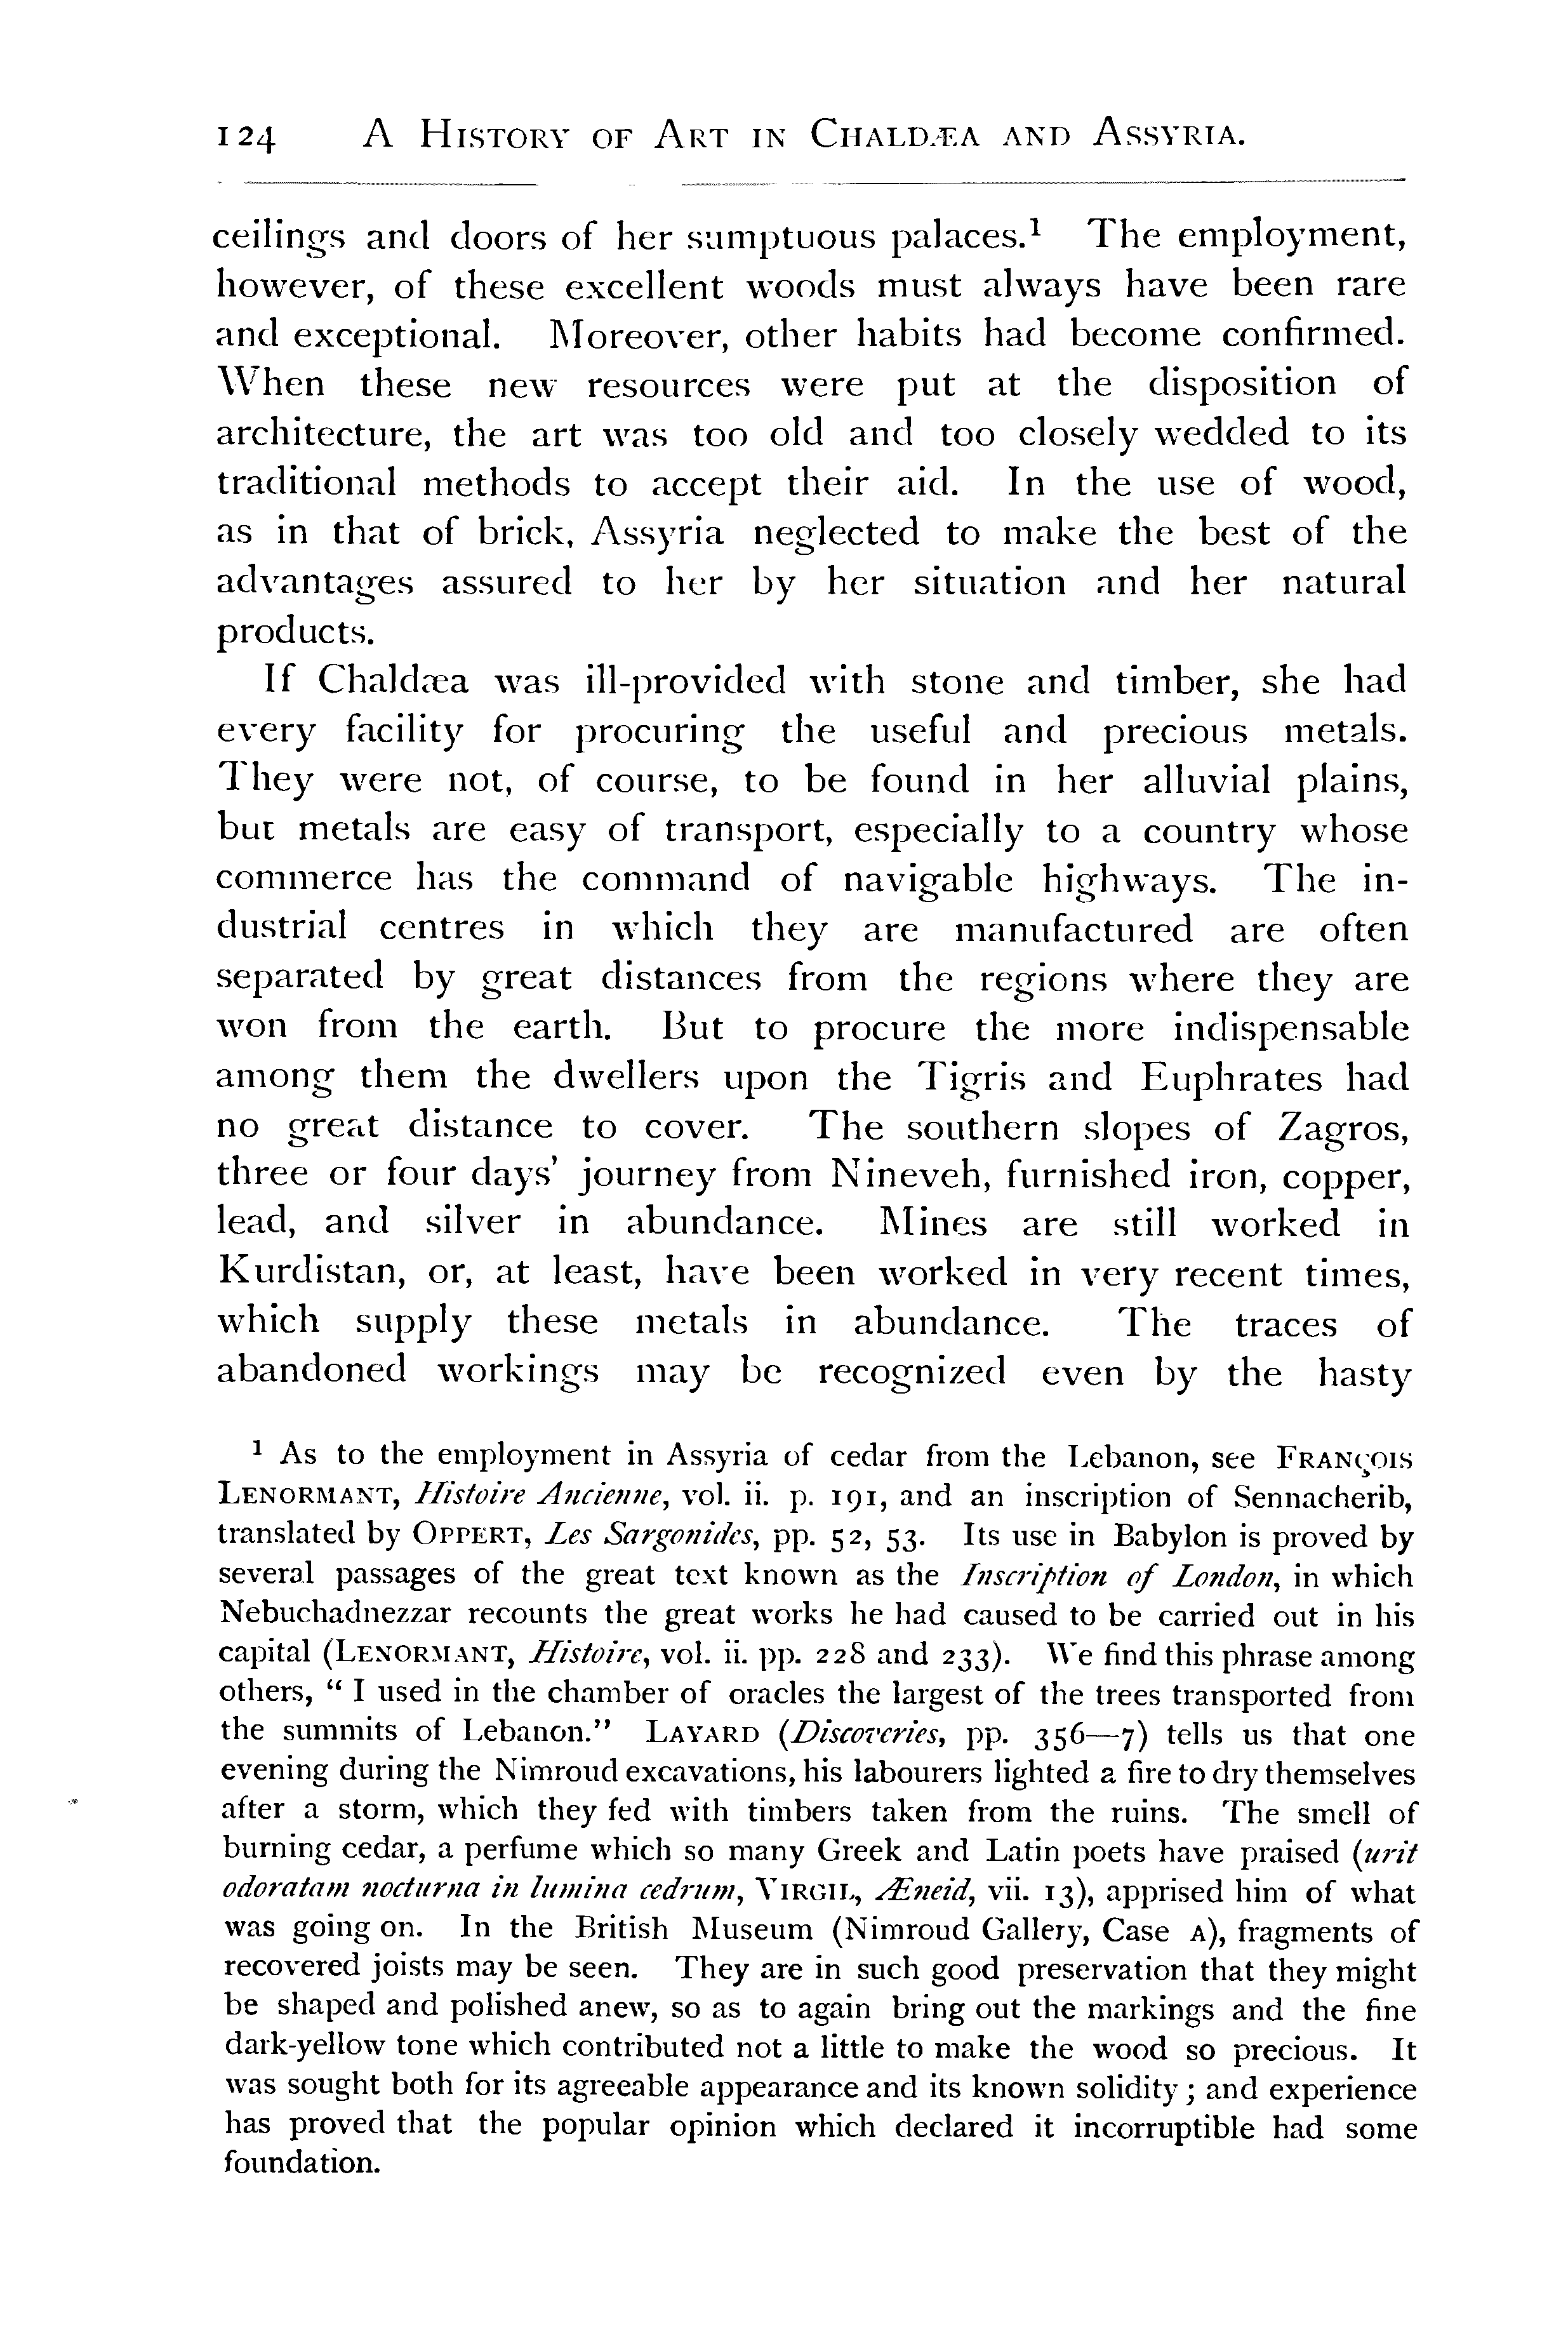 124 A History of Art in Chaldæa and Assyria.
ceilings and doors of her sumptuous palaces.¹ The employment,
however, of these excellent woods must always have been rare
and exceptional. Moreover, other habits had become confirmed.
When these new resources were put at the disposition of
architecture, the art was too old and too closely wedded to its
traditional methods to accept their aid. In the use of wood,
as in that of brick, Assyria neglected to make the best of the
advantages assured to her by her situation and her natural
products.
If Chaldæa was ill-provided with stone and timber, she had
every facility for procuring the useful and precious metals.
They were not, of course, to be found in her alluvial plains,
but metals are easy of transport, especially to a country whose
commerce has the command of navigable highways. The in-
dustrial centres in which they are manufactured are often
separated by great distances from the regions where they are
won from the earth. But to procure the more indispensable
among them the dwellers upon the Tigris and Euphrates had
no great distance to cover. The southern slopes of Zagros,
three or four days' journey from Nineveh, furnished iron, copper,
lead, and silver in abundance. Mines are still worked in
Kurdistan, or, at least, have been worked in very recent times,
which supply these metals in abundance. The traces of
abandoned workings may be recognized even by the hasty
¹ As to the employment in Assyria of cedar from the Lebanon, see François
Lenormant, Histoire Ancienne, vol. ii. p. 191, and an inscription of Sennacherib,
translated by Oppert, Les Sargonides, pp. 52, 53. Its use in Babylon is proved by
several passages of the great text known as the Inscription of London, in which
Nebuchadnezzar recounts the great works he had caused to be carried out in his
capital (Lenormant, Histoire, vol. ii. pp. 228 and 233). We find this phrase among
others, “ I used in the chamber of oracles the largest of the trees transported from
the summits of Lebanon.” Layard (Discoveries, pp. 356—7) tells us that one
evening during the Nimroud excavations, his labourers lighted a fire to dry themselves
after a storm, which they fed with timbers taken from the ruins. The smell of
burning cedar, a perfume which so many Greek and Latin poets have praised (urit
odoratam nocturna in lumina cedrum, Virgil, Æneid, vii. 13), apprised him of what
was going on. In the British Museum (Nimroud Gallery, Case A), fragments of
recovered joists may be seen. They are in such good preservation that they might
be shaped and polished anew, so as to again bring out the markings and the fine
dark-yellow tone which contributed not a little to make the wood so precious. It
was sought both for its agreeable appearance and its known solidity ; and experience
has proved that the popular opinion which declared it incorruptible had some
foundation.